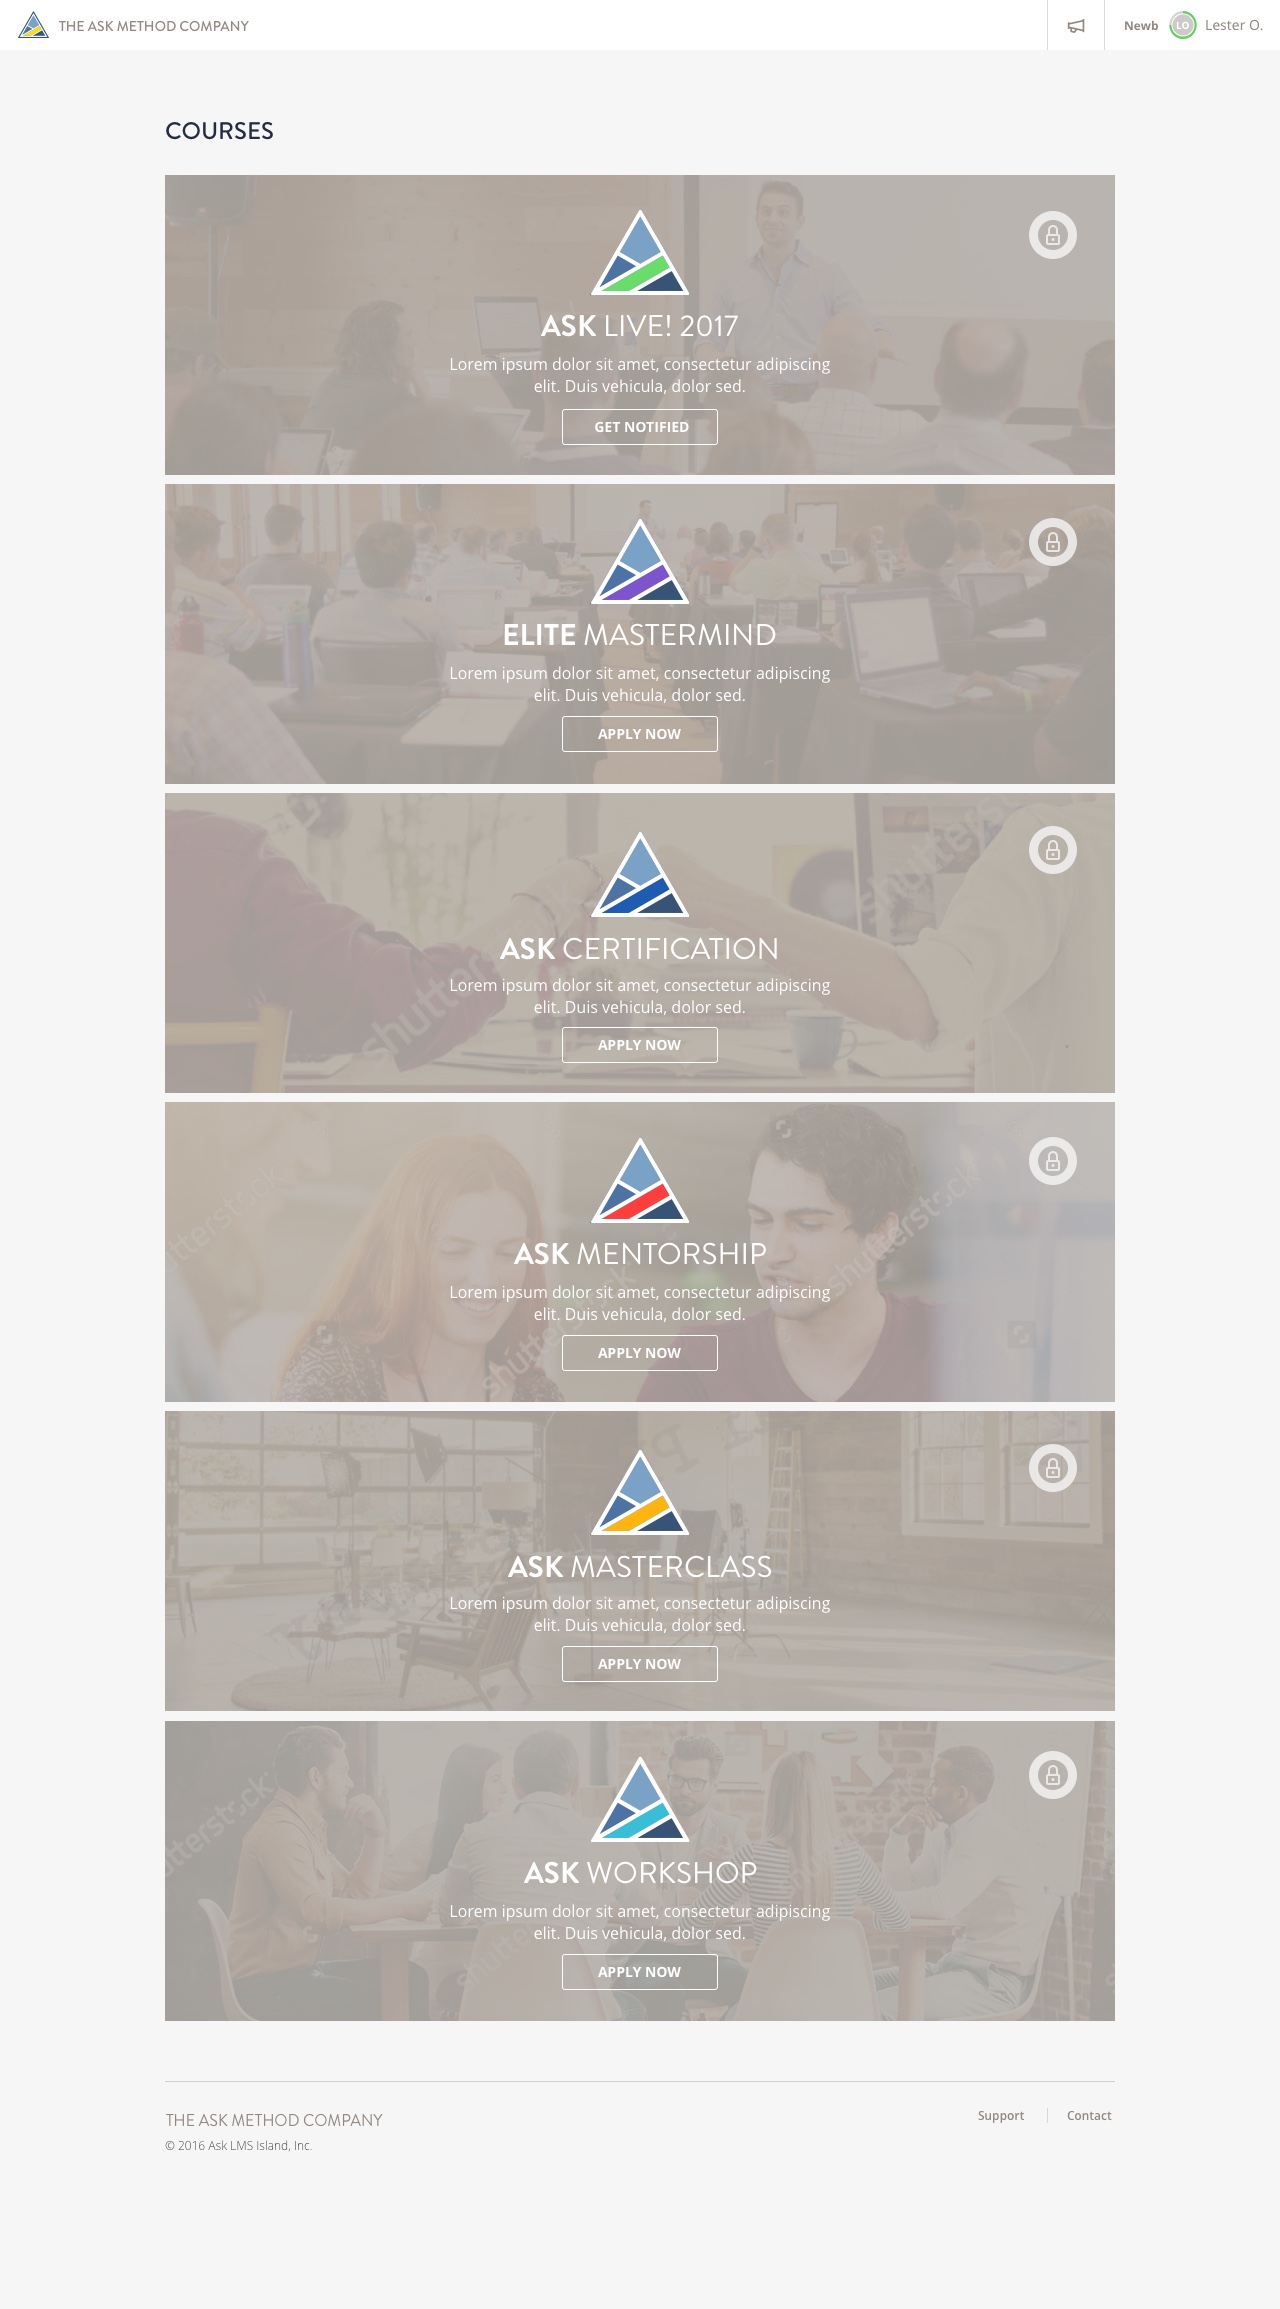 THE ASK METHOD COMPANY
Newb LO Lester O.
COURSES
ASK LIVE! 2017
Lorem ipsum dolor sit amet, consectetur adipiscing
elit. Duis vehicula, dolor sed.
GET NOTIFIED
ELITE MASTERMIND
Lorem ipsum dolor sit amet, consectetur adipiscing
elit. Duis vehicula, dolor sed.
APPLY NOW
shutterst
shutter
ASK CERTIFICATION
Lorem ipsum dolor sit amet, consectetur adipiscing
elit. Duis vehicula, dolor sed.
APPLY NOW
utterstock
shutterstock
shutterstock
ASK MENTORSHIP
Lorem ipsum dolor sit amet, consectetur adipiscing
elit. Duis vehicula, dolor sed.
APPLY NOW
ASK MASTERCLASS
Lorem ipsum dolor sit amet, consectetur adipiscing
elit. Duis vehicula, dolor sed.
APPLY NOW
utterstock
ASK WORKSHOP
Lorem ipsum dolor sit amet, consectetur adipiscing
elit. Duis vehicula, dolor sed.
APPLY NOW
THE ASK METHOD COMPANY
Support
Contact
© 2016 Ask LMS Island, Inc.